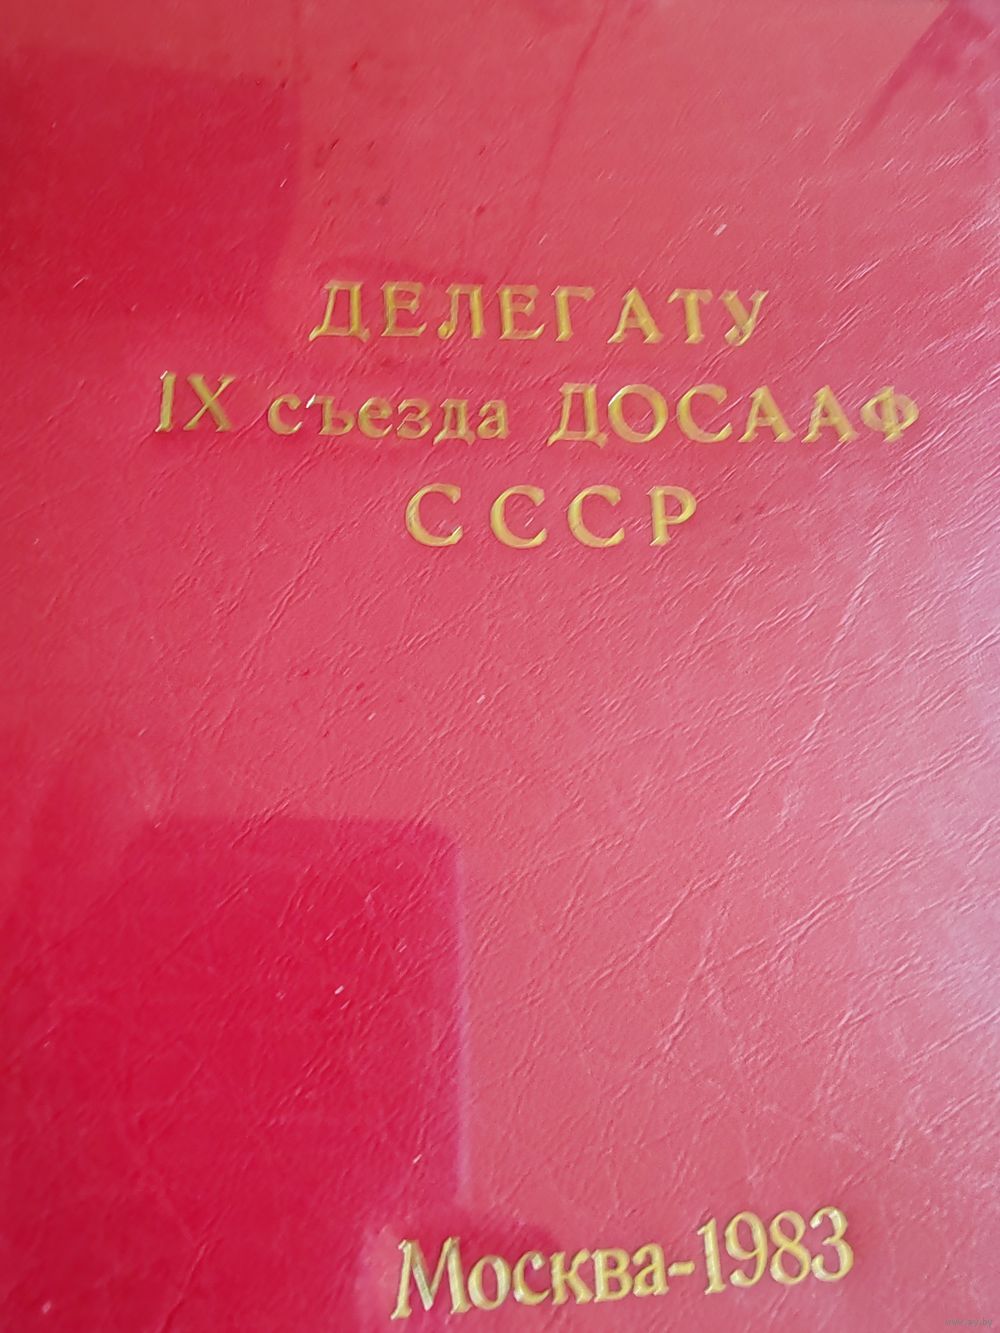 ДЕЛЕГАТУ
IX съезда ДОСААФ
СССР
Москва-1983